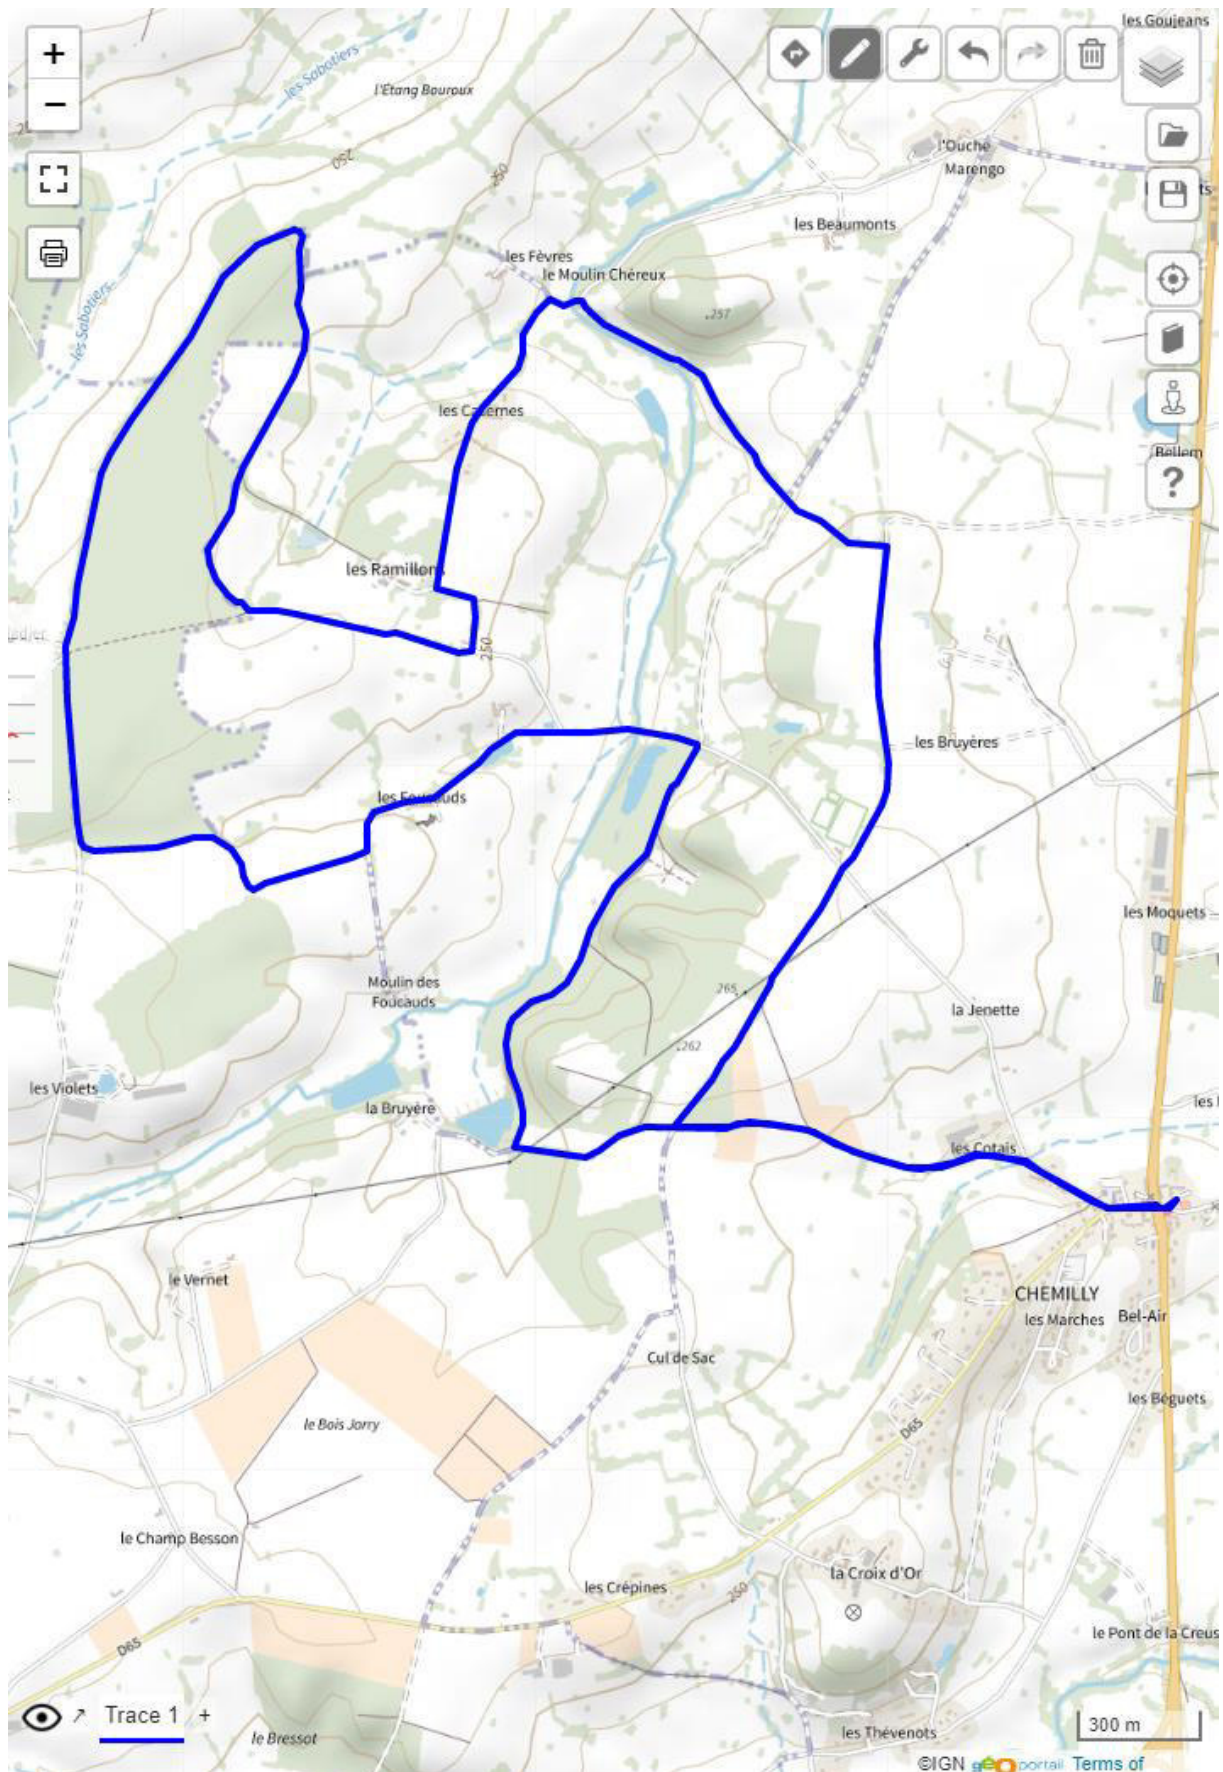 les Goujeans
+
les Sabotiers
l'Etang Bouroux
−
250
250
l'Ouche
Marengo
les Beaumonts
les Fèvres
le Moulin Chéreux
les Sabotiers
257
les Cavernes
Bellem
?
les Ramillons
250
les Bruyères
les Foucauds
les Moquets
Moulin des
Foucauds
265
la Jenette
262
les Violets
la Bruyère
les Cotais
le Vernet
CHEMILLY
les Marches
Bel-Air
Cul de Sac
les Béguets
le Bois Jarry
D65
le Champ Besson
la Croix d'Or
les Crépines
250
le Pont de la Creus
D65
Trace 1 +
300 m
le Bressot
les Thévenots
©IGN géoportail Terms of